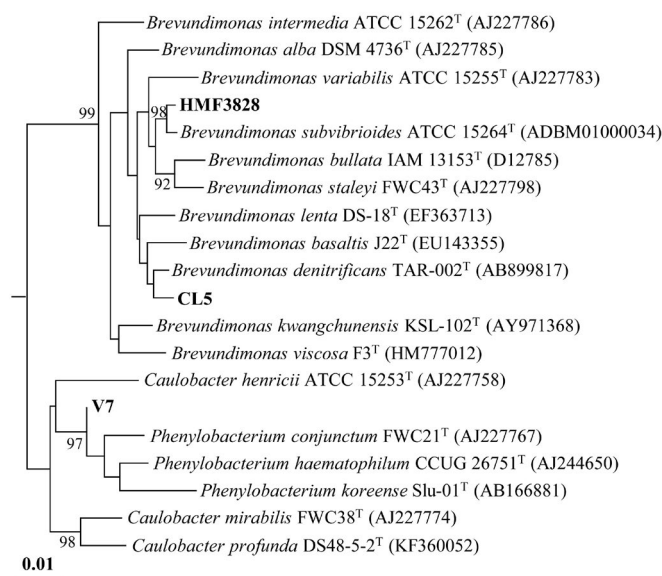 Brevundimonas intermedia ATCC 15262ᵀ (AJ227786)
Brevundimonas alba DSM 4736ᵀ (AJ227785)
Brevundimonas variabilis ATCC 15255ᵀ (AJ227783)
99
98 HMF3828
Brevundimonas subvibrioides ATCC 15264ᵀ (ADBM01000034)
Brevundimonas bullata IAM 13153ᵀ (D12785)
92
Brevundimonas staleyi FWC43ᵀ (AJ227798)
Brevundimonas lenta DS-18ᵀ (EF363713)
Brevundimonas basaltis J22ᵀ (EU143355)
Brevundimonas denitrificans TAR-002ᵀ (AB899817)
CL5
Brevundimonas kwangchunensis KSL-102ᵀ (AY971368)
Brevundimonas viscosa F3ᵀ (HM777012)
Caulobacter henricii ATCC 15253ᵀ (AJ227758)
V7
97
Phenylobacterium conjunctum FWC21ᵀ (AJ227767)
Phenylobacterium haematophilum CCUG 26751ᵀ (AJ244650)
Phenylobacterium koreense Slu-01ᵀ (AB166881)
Caulobacter mirabilis FWC38ᵀ (AJ227774)
98
Caulobacter profunda DS48-5-2ᵀ (KF360052)
0.01